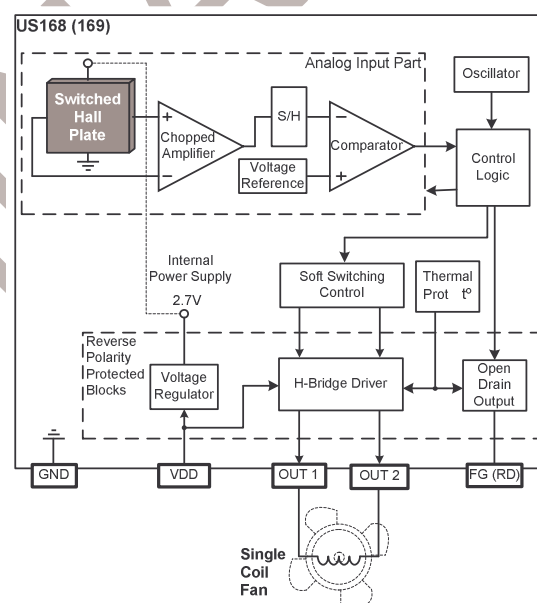 US168 (169)
Analog Input Part
Oscillator
Switched
Hall
Plate
+
−
Chopped
Amplifier
S/H
Voltage
Reference
−
+
Comparator
Control
Logic
Internal
Power Supply
2.7V
Soft Switching
Control
Thermal
Prot t°
Reverse
Polarity
Protected
Blocks
Voltage
Regulator
H-Bridge Driver
Open
Drain
Output
GND
VDD
OUT 1
OUT 2
FG (RD)
Single
Coil
Fan